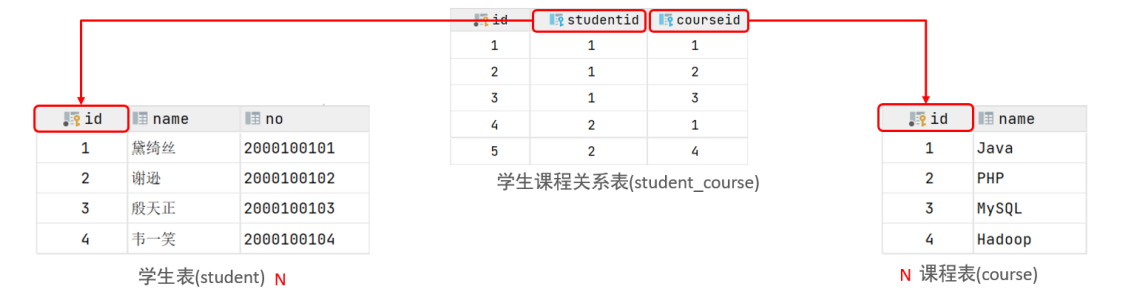 id studentid courseid
1 1 1
2 1 2
3 1 3
4 2 1
5 2 4
学生课程关系表(student_course)
id name no
1 黛绮丝 2000100101
2 谢逊 2000100102
3 殷天正 2000100103
4 韦一笑 2000100104
学生表(student) N
id name
1 Java
2 PHP
3 MySQL
4 Hadoop
N 课程表(course)